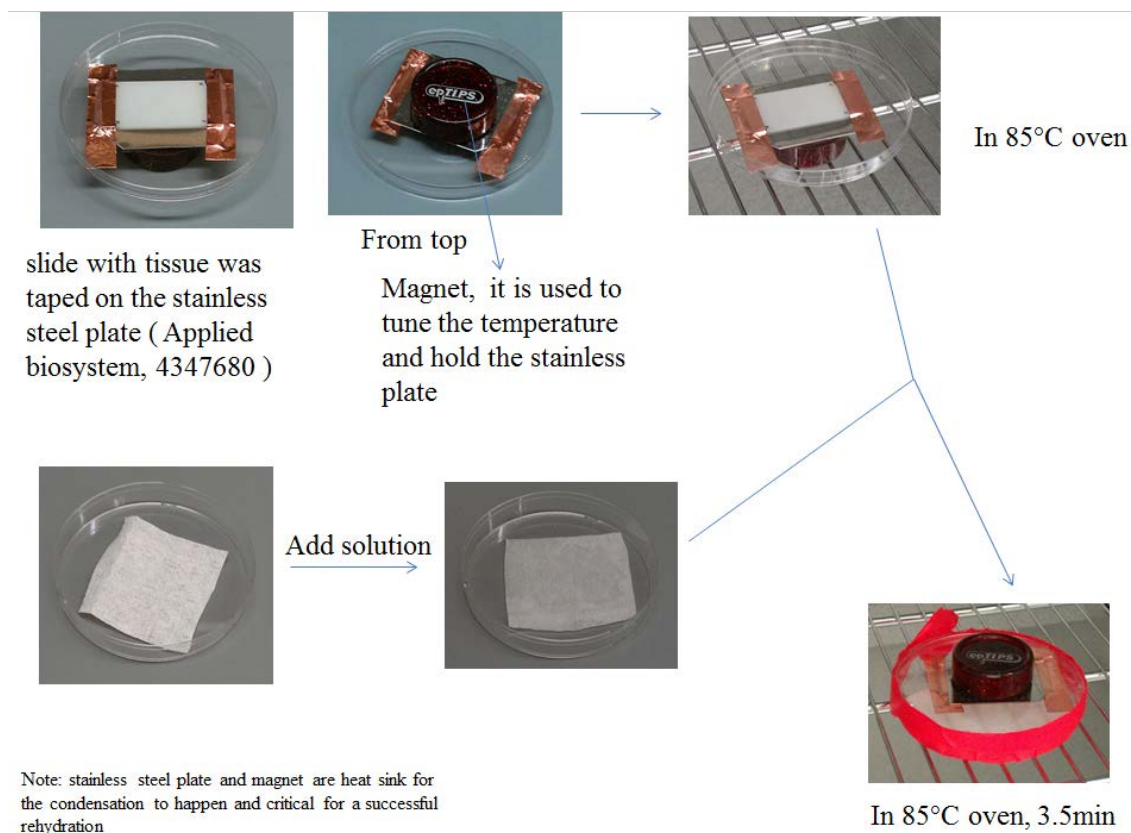 epTIPS
In 85°C oven
slide with tissue was
taped on the stainless
steel plate ( Applied
biosystem, 4347680 )
From top
Magnet,  it is used to
tune the temperature
and hold the stainless
plate
Add solution
epTIPS
Note: stainless steel plate and magnet are heat sink for
the condensation to happen and critical for a successful
rehydration
In 85°C oven, 3.5min